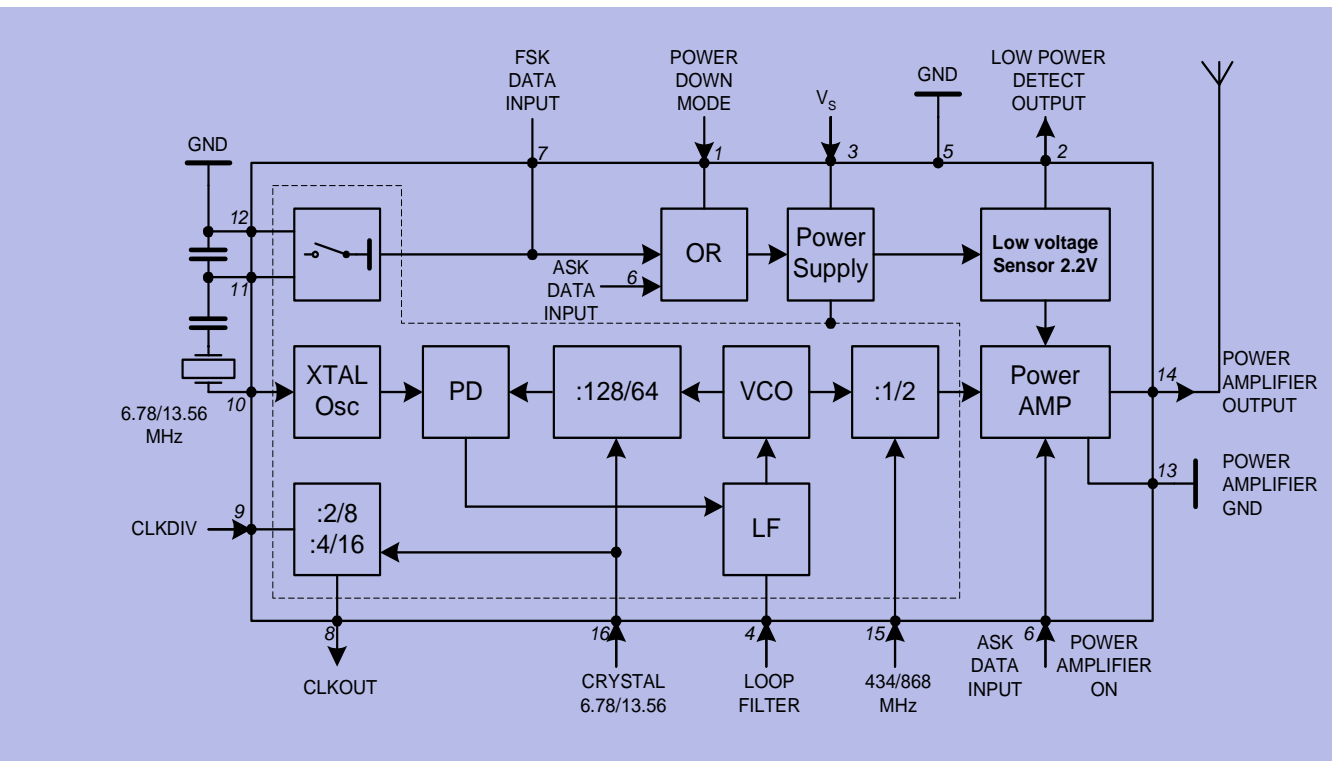 FSK
DATA
INPUT
POWER
DOWN
MODE
VS
GND
LOW POWER
DETECT
OUTPUT
GND
7
1
3
5
2
12
11
OR
Power
Supply
Low voltage
Sensor 2.2V
ASK
DATA
INPUT
6
XTAL
Osc
PD
:128/64
VCO
:1/2
Power
AMP
14
POWER
AMPLIFIER
OUTPUT
10
6.78/13.56
MHz
13
POWER
AMPLIFIER
GND
CLKDIV
9
:2/8
:4/16
LF
8
16
4
15
6
CLKOUT
CRYSTAL
6.78/13.56
LOOP
FILTER
434/868
MHz
ASK
DATA
INPUT
POWER
AMPLIFIER
ON